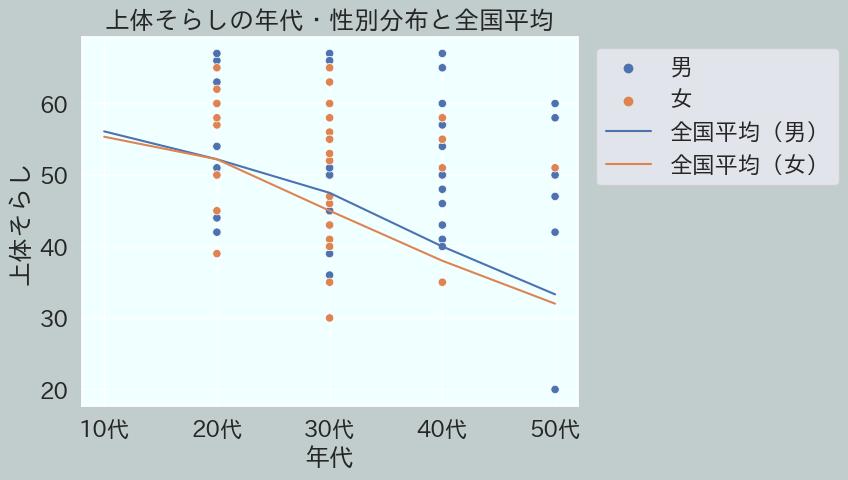 上体そらしの年代・性別分布と全国平均
上体そらし
60
50
40
30
20
10代
20代
30代
40代
50代
年代
男
女
全国平均（男）
全国平均（女）